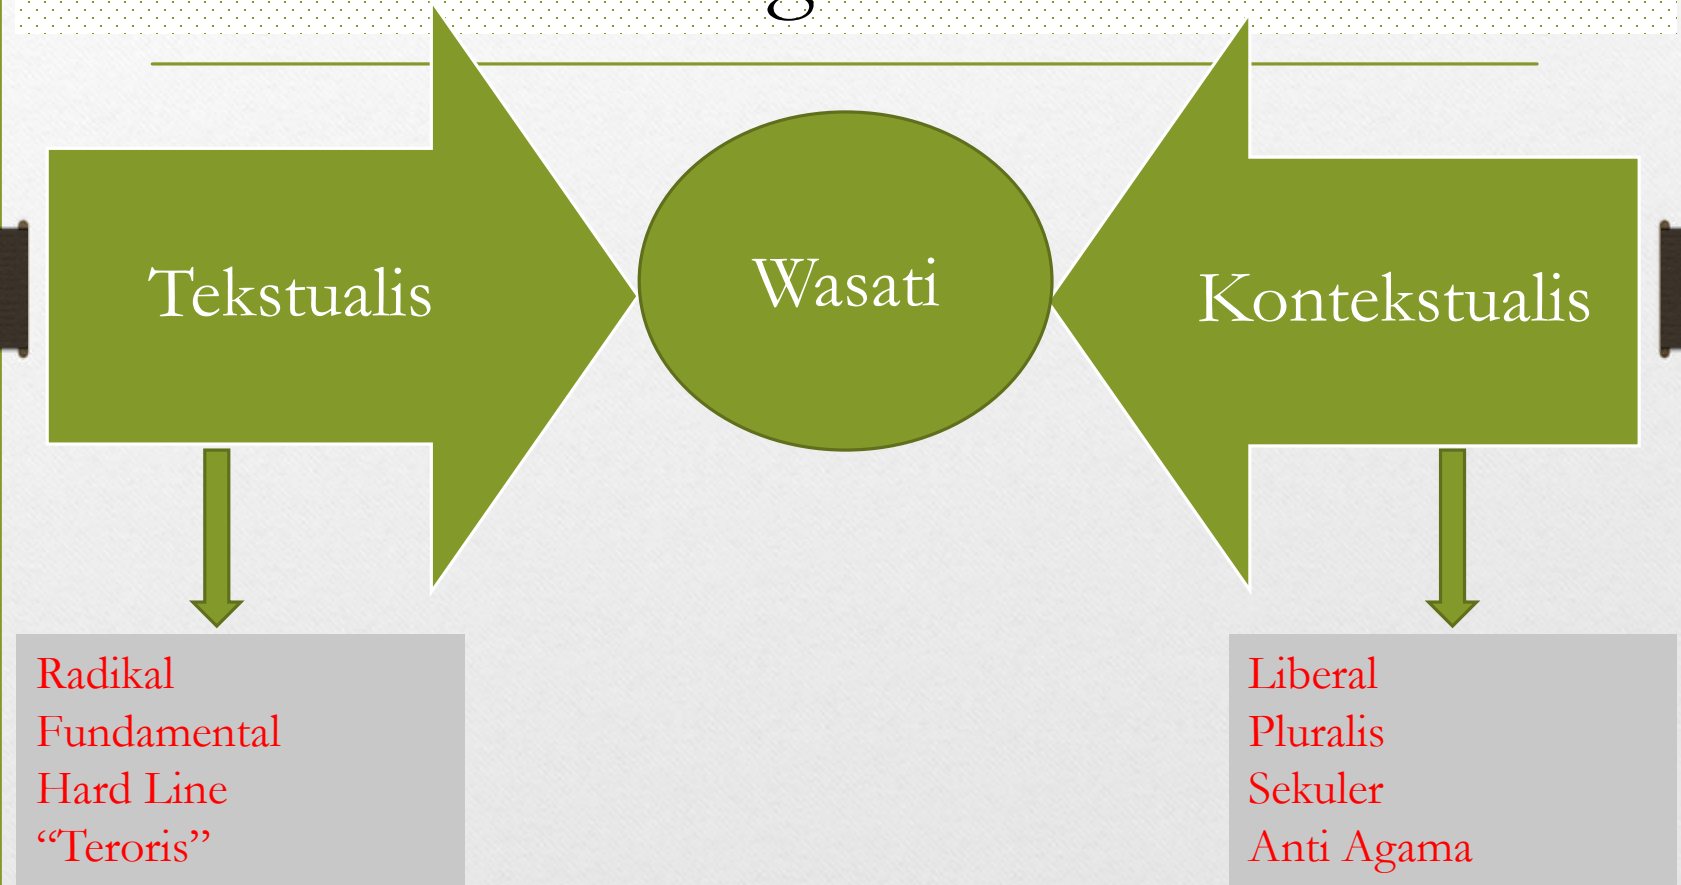 Tekstualis
Wasati
Kontekstualis
Radikal
Fundamental
Hard Line
“Teroris”
Liberal
Pluralis
Sekuler
Anti Agama